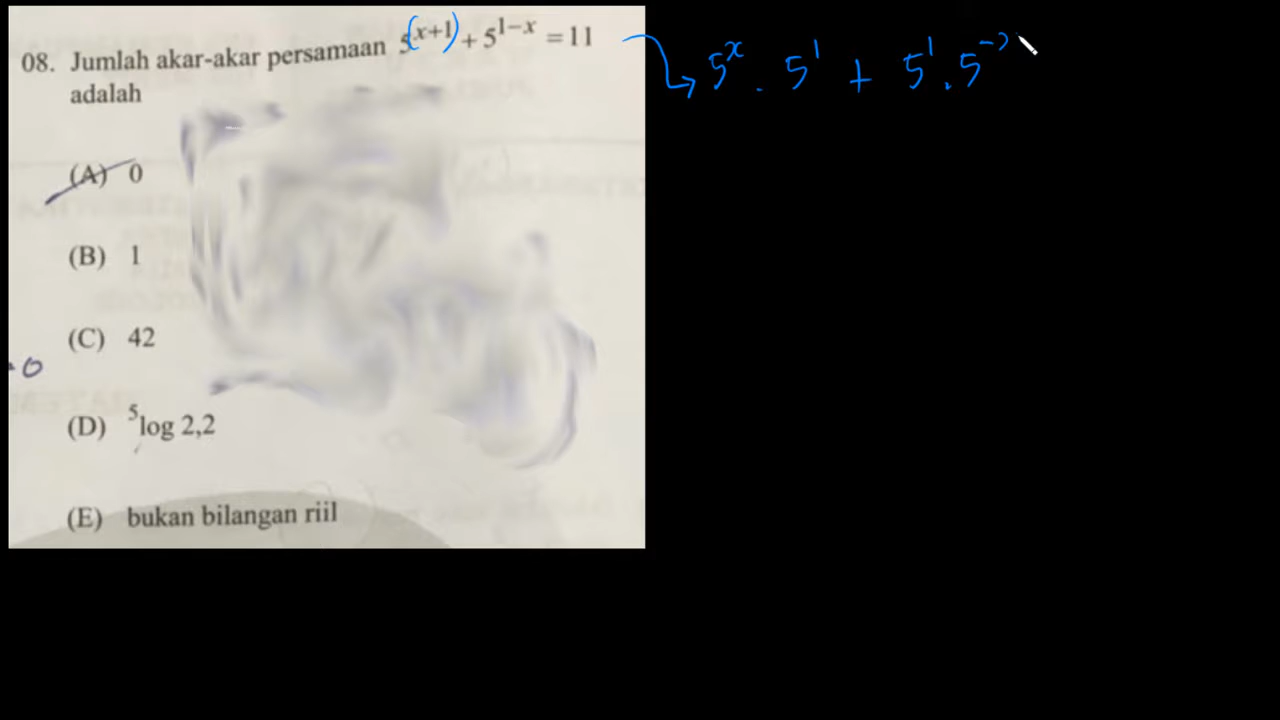 08. Jumlah akar-akar persamaan 5^(x+1) + 5^1-x = 11
adalah
(A) 0
(B) 1
(C) 42
(D) ⁵log 2,2
(E) bukan bilangan riil
5^x . 5^1 + 5^1 . 5^-